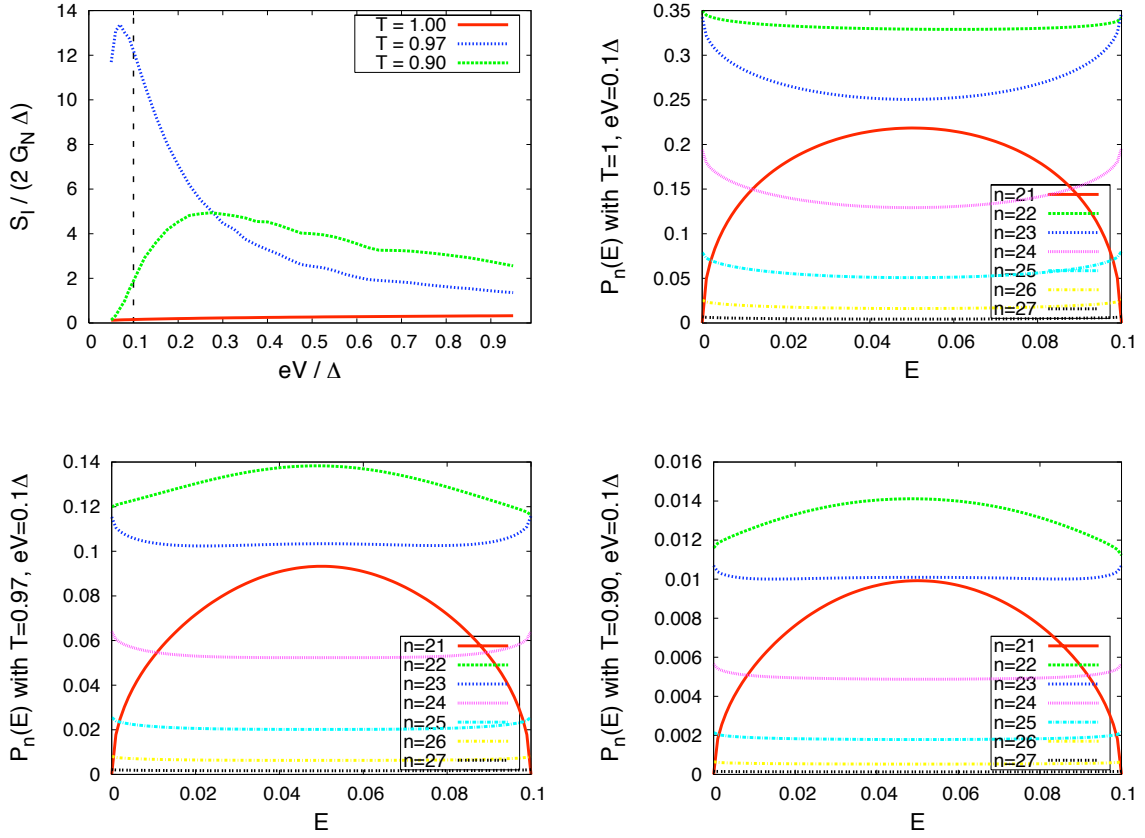 S_I / (2 G_N Δ)
14
12
10
8
6
4
2
0
T = 1.00
T = 0.97
T = 0.90
0 0.1 0.2 0.3 0.4 0.5 0.6 0.7 0.8 0.9
eV / Δ
P_n(E) with T=1, eV=0.1Δ
0.35
0.3
0.25
0.2
0.15
0.1
0.05
0
n=21
n=22
n=23
n=24
n=25
n=26
n=27
0 0.02 0.04 0.06 0.08 0.1
E
P_n(E) with T=0.97, eV=0.1Δ
0.14
0.12
0.1
0.08
0.06
0.04
0.02
0
n=21
n=22
n=23
n=24
n=25
n=26
n=27
0 0.02 0.04 0.06 0.08 0.1
E
P_n(E) with T=0.90, eV=0.1Δ
0.016
0.014
0.012
0.01
0.008
0.006
0.004
0.002
0
n=21
n=22
n=23
n=24
n=25
n=26
n=27
0 0.02 0.04 0.06 0.08 0.1
E